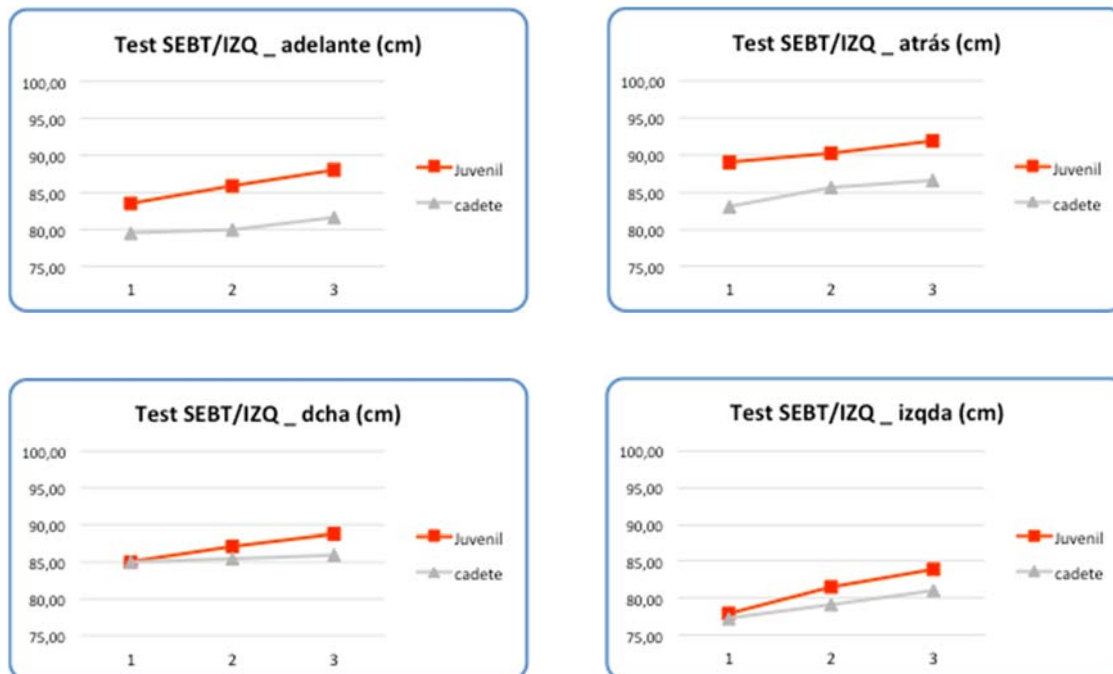 Test SEBT/IZQ _ adelante (cm)
100,00
95,00
90,00
85,00
80,00
75,00
1 2 3
Juvenil
cadete
Test SEBT/IZQ _ atrás (cm)
100,00
95,00
90,00
85,00
80,00
75,00
1 2 3
Juvenil
cadete
Test SEBT/IZQ _ dcha (cm)
100,00
95,00
90,00
85,00
80,00
75,00
1 2 3
Juvenil
cadete
Test SEBT/IZQ _ izqda (cm)
100,00
95,00
90,00
85,00
80,00
75,00
1 2 3
Juvenil
cadete